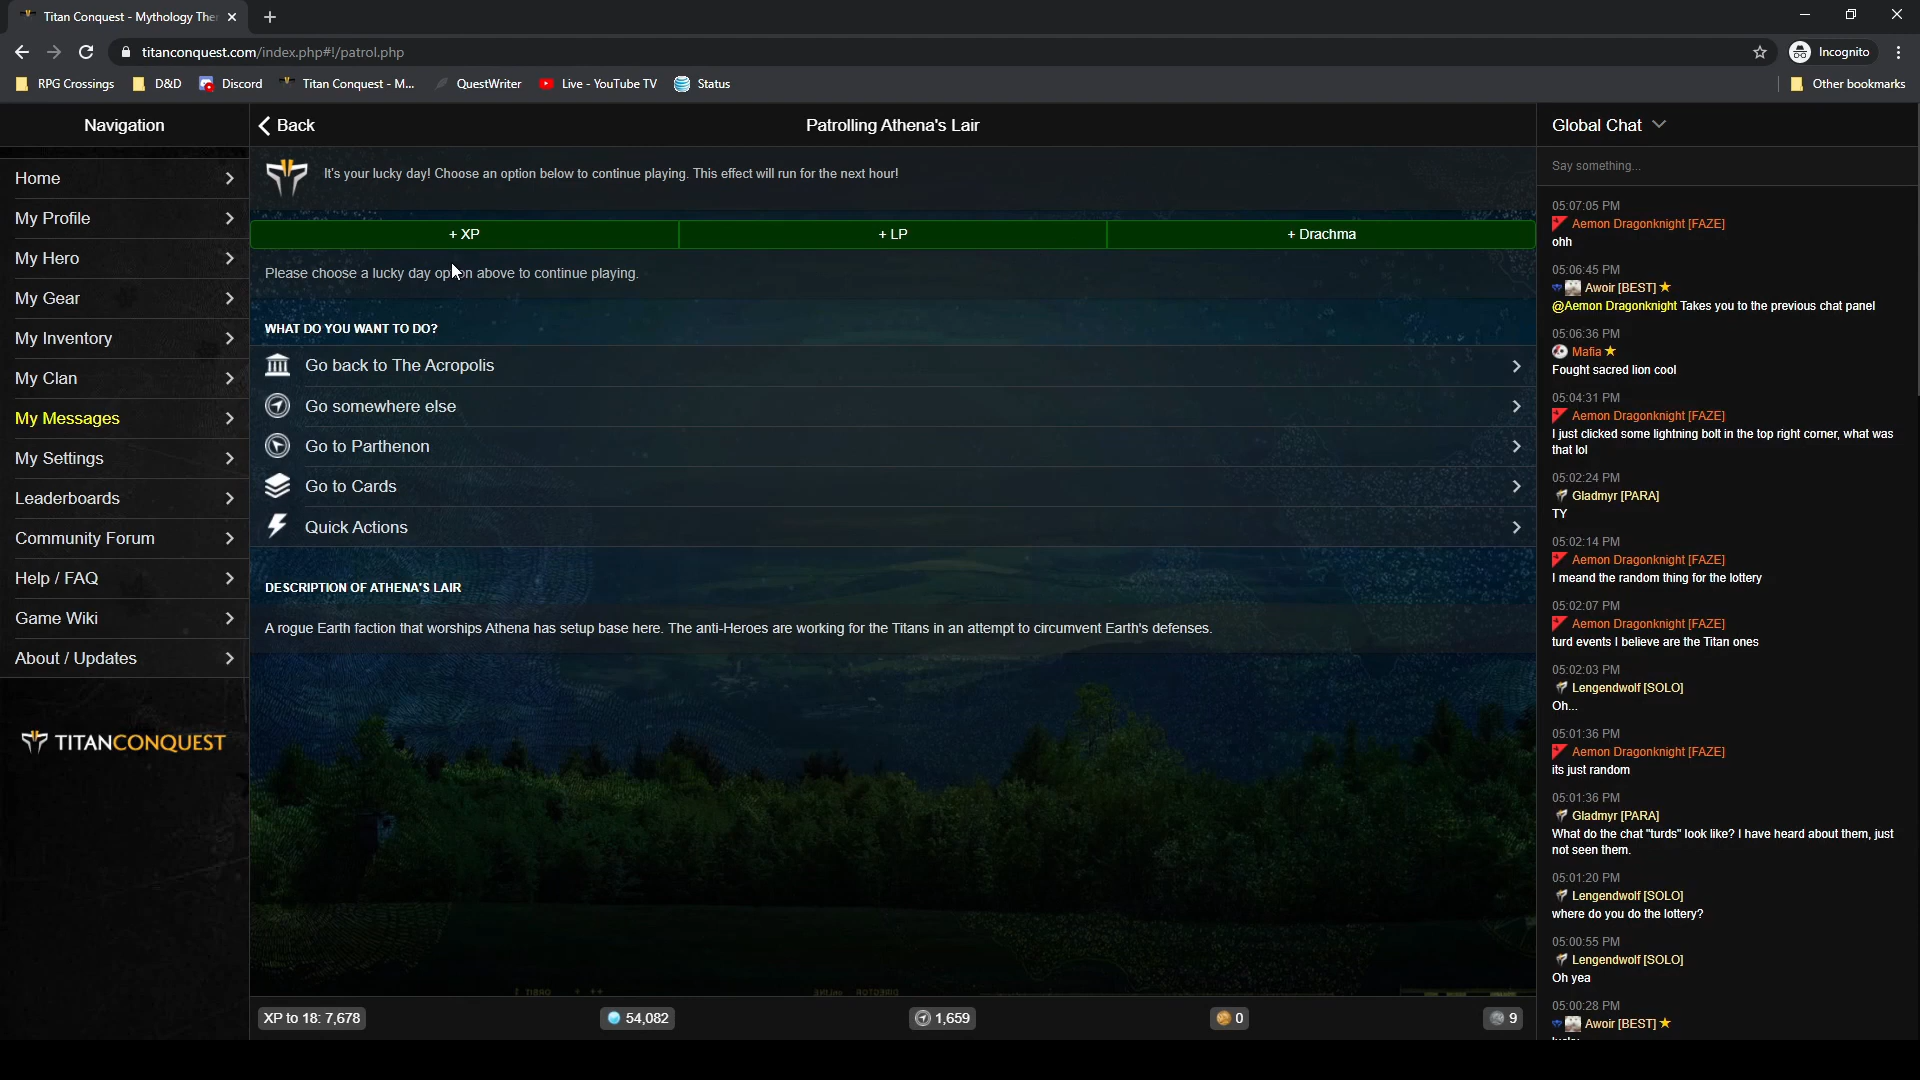 Titan Conquest - Mythology The
titanconquest.com/index.php#!/patrol.php
Incognito
RPG Crossings
D&D
Discord
Titan Conquest - M...
QuestWriter
Live - YouTube TV
Status
Other bookmarks
Navigation
Home
My Profile
My Hero
My Gear
My Inventory
My Clan
My Messages
My Settings
Leaderboards
Community Forum
Help / FAQ
Game Wiki
About / Updates
TITANCONQUEST
Back
Patrolling Athena's Lair
It's your lucky day! Choose an option below to continue playing. This effect will run for the next hour!
+ XP
+ LP
+ Drachma
Please choose a lucky day option above to continue playing.
WHAT DO YOU WANT TO DO?
Go back to The Acropolis
Go somewhere else
Go to Parthenon
Go to Cards
Quick Actions
DESCRIPTION OF ATHENA'S LAIR
A rogue Earth faction that worships Athena has setup base here. The anti-Heroes are working for the Titans in an attempt to circumvent Earth's defenses.
XP to 18: 7,678
54,082
1,659
0
9
Global Chat
Say something...
05:07:05 PM
Aemon Dragonknight [FAZE]
ohh
05:06:45 PM
Awoir [BEST]
@Aemon Dragonknight Takes you to the previous chat panel
05:06:36 PM
Mafia
Fought sacred lion cool
05:04:31 PM
Aemon Dragonknight [FAZE]
I just clicked some lightning bolt in the top right corner, what was
that lol
05:02:24 PM
Gladmyr [PARA]
TY
05:02:14 PM
Aemon Dragonknight [FAZE]
I meand the random thing for the lottery
05:02:07 PM
Aemon Dragonknight [FAZE]
turd events I believe are the Titan ones
05:02:03 PM
Lengendwolf [SOLO]
Oh...
05:01:36 PM
Aemon Dragonknight [FAZE]
its just random
05:01:36 PM
Gladmyr [PARA]
What do the chat "turds" look like? I have heard about them, just
not seen them.
05:01:20 PM
Lengendwolf [SOLO]
where do you do the lottery?
05:00:55 PM
Lengendwolf [SOLO]
Oh yea
05:00:28 PM
Awoir [BEST]